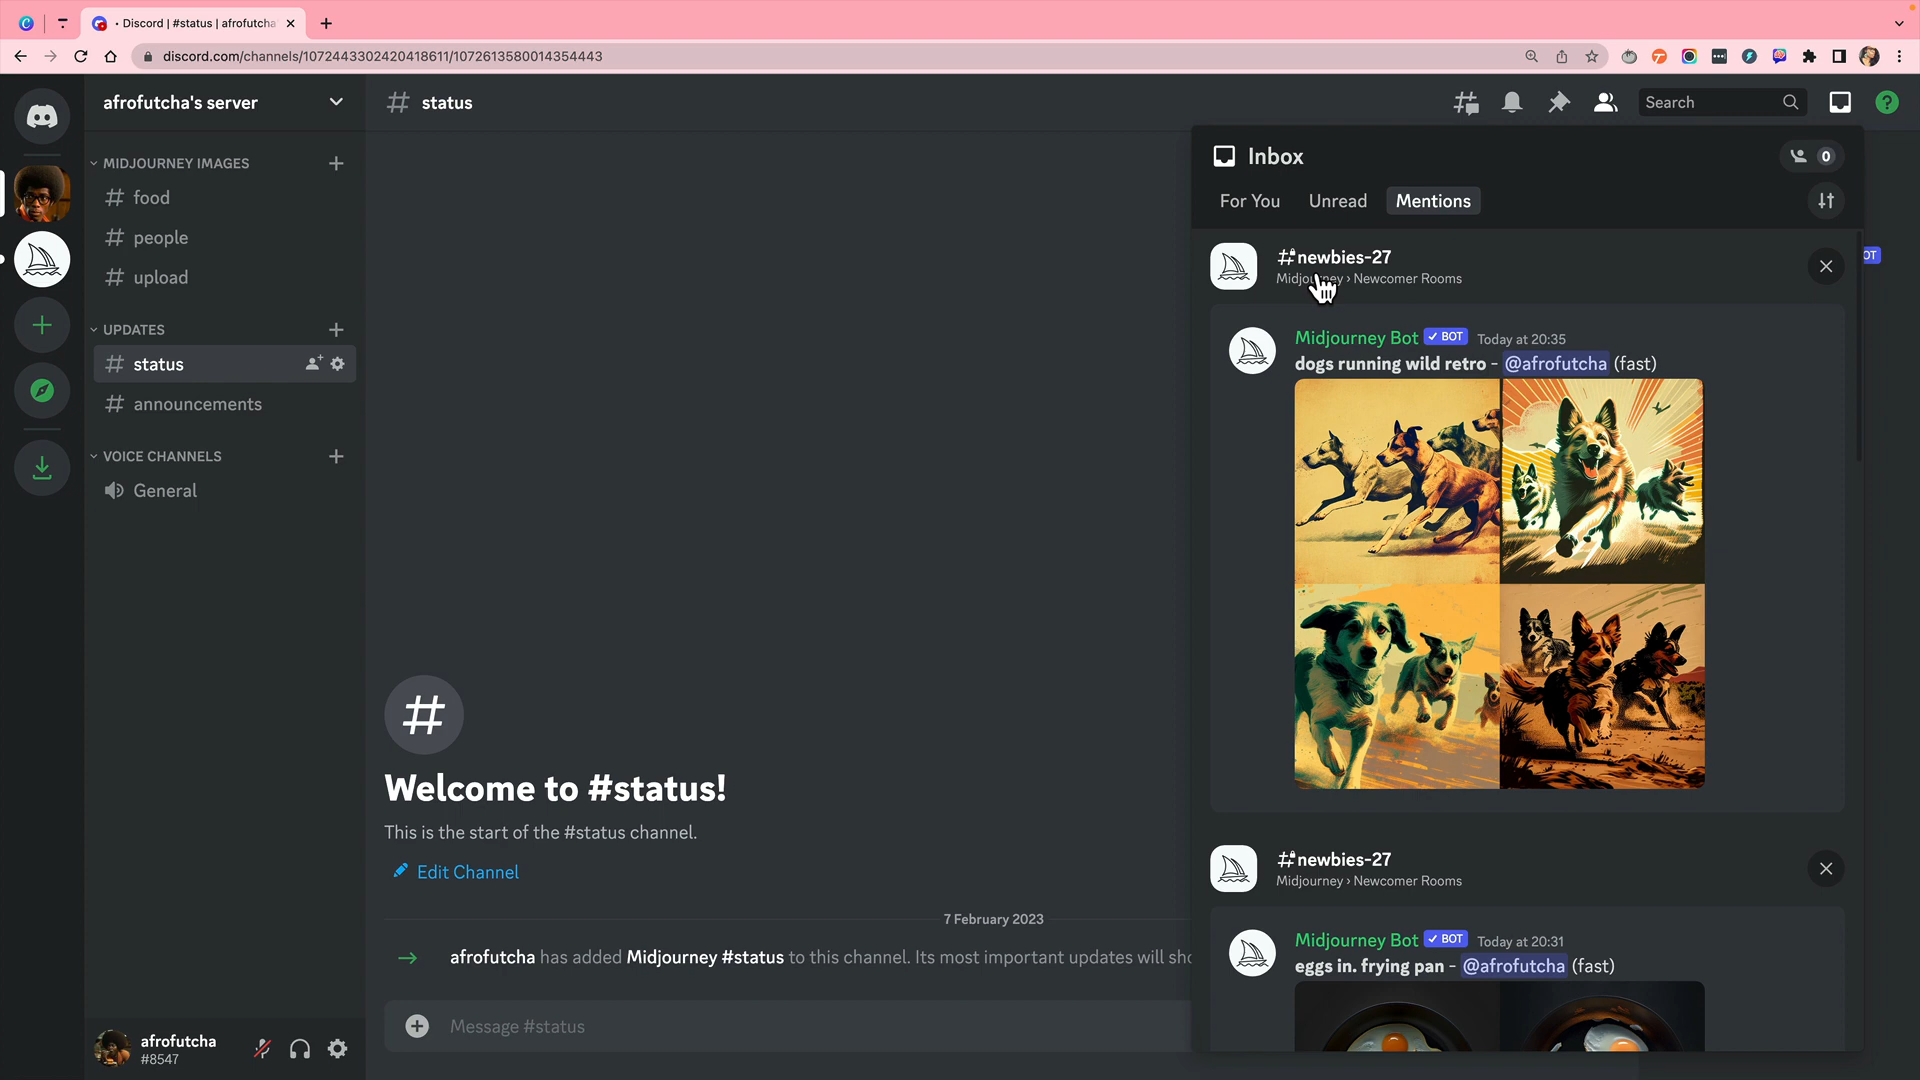 • Discord | #status | afrofutcha
discord.com/channels/1072443302420418611/1072613580014354443
afrofutcha's server
MIDJOURNEY IMAGES
food
people
upload
UPDATES
status
announcements
VOICE CHANNELS
General
afrofutcha
#8547
status
Search
Welcome to #status!
This is the start of the #status channel.
Edit Channel
7 February 2023
afrofutcha has added Midjourney #status to this channel. Its most important updates will sho
Message #status
Inbox
0
For You Unread Mentions
#newbies-27
Midjourney › Newcomer Rooms
Midjourney Bot ✓ BOT Today at 20:35
dogs running wild retro - @afrofutcha (fast)
#newbies-27
Midjourney › Newcomer Rooms
Midjourney Bot ✓ BOT Today at 20:31
eggs in. frying pan - @afrofutcha (fast)
OT